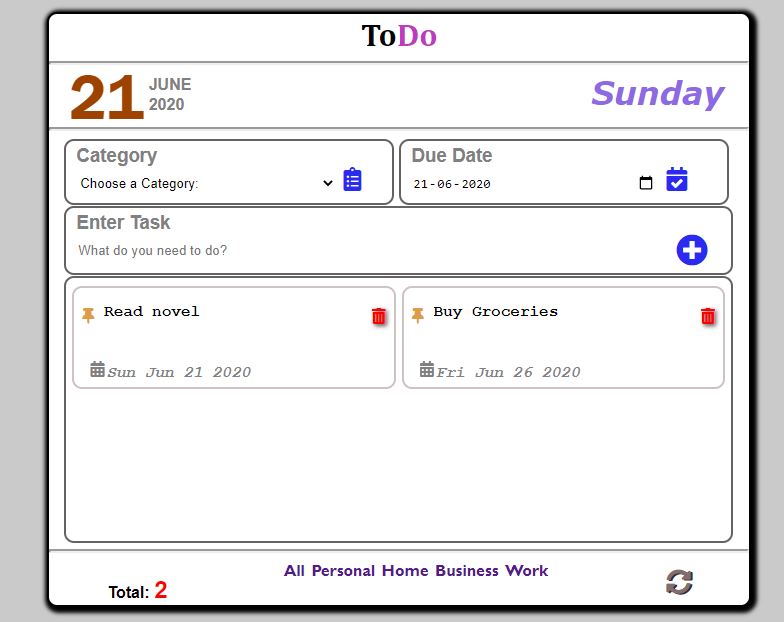 ToDo
21 JUNE
2020
Sunday
Category
Choose a Category:
Due Date
21-06-2020
Enter Task
What do you need to do?
Read novel
Sun Jun 21 2020
Buy Groceries
Fri Jun 26 2020
All Personal Home Business Work
Total: 2